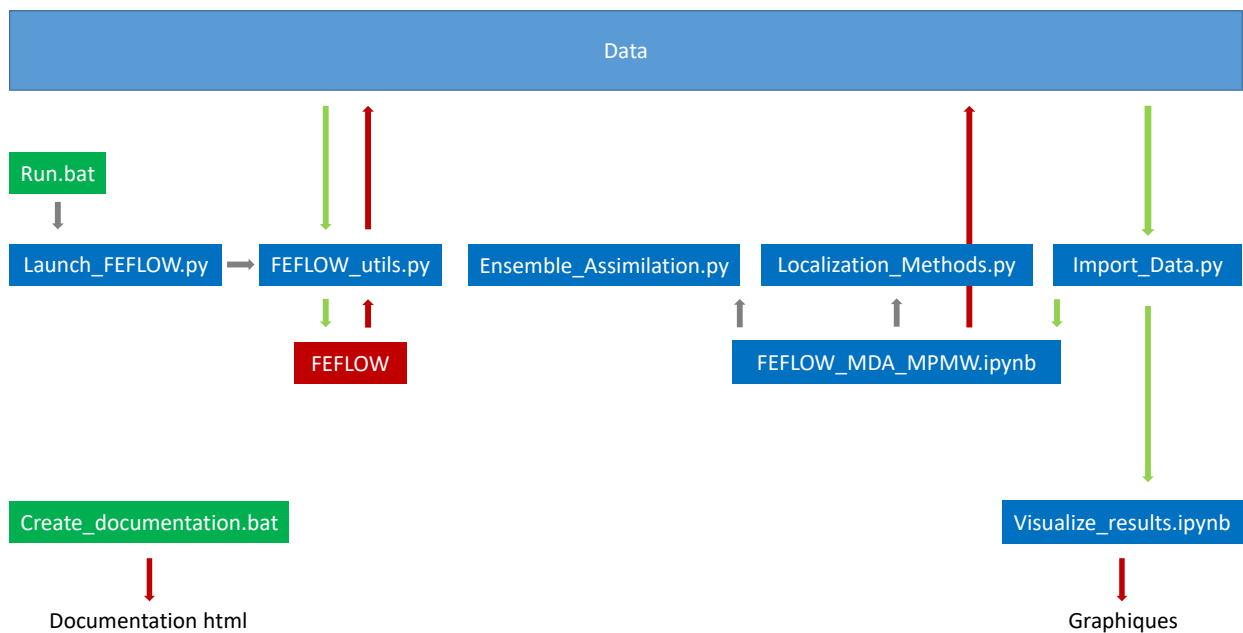 Data
Run.bat
Launch_FEFLOW.py
FEFLOW_utils.py
Ensemble_Assimilation.py
Localization_Methods.py
Import_Data.py
FEFLOW
FEFLOW_MDA_MPMW.ipynb
Create_documentation.bat
Visualize_results.ipynb
Documentation html
Graphiques